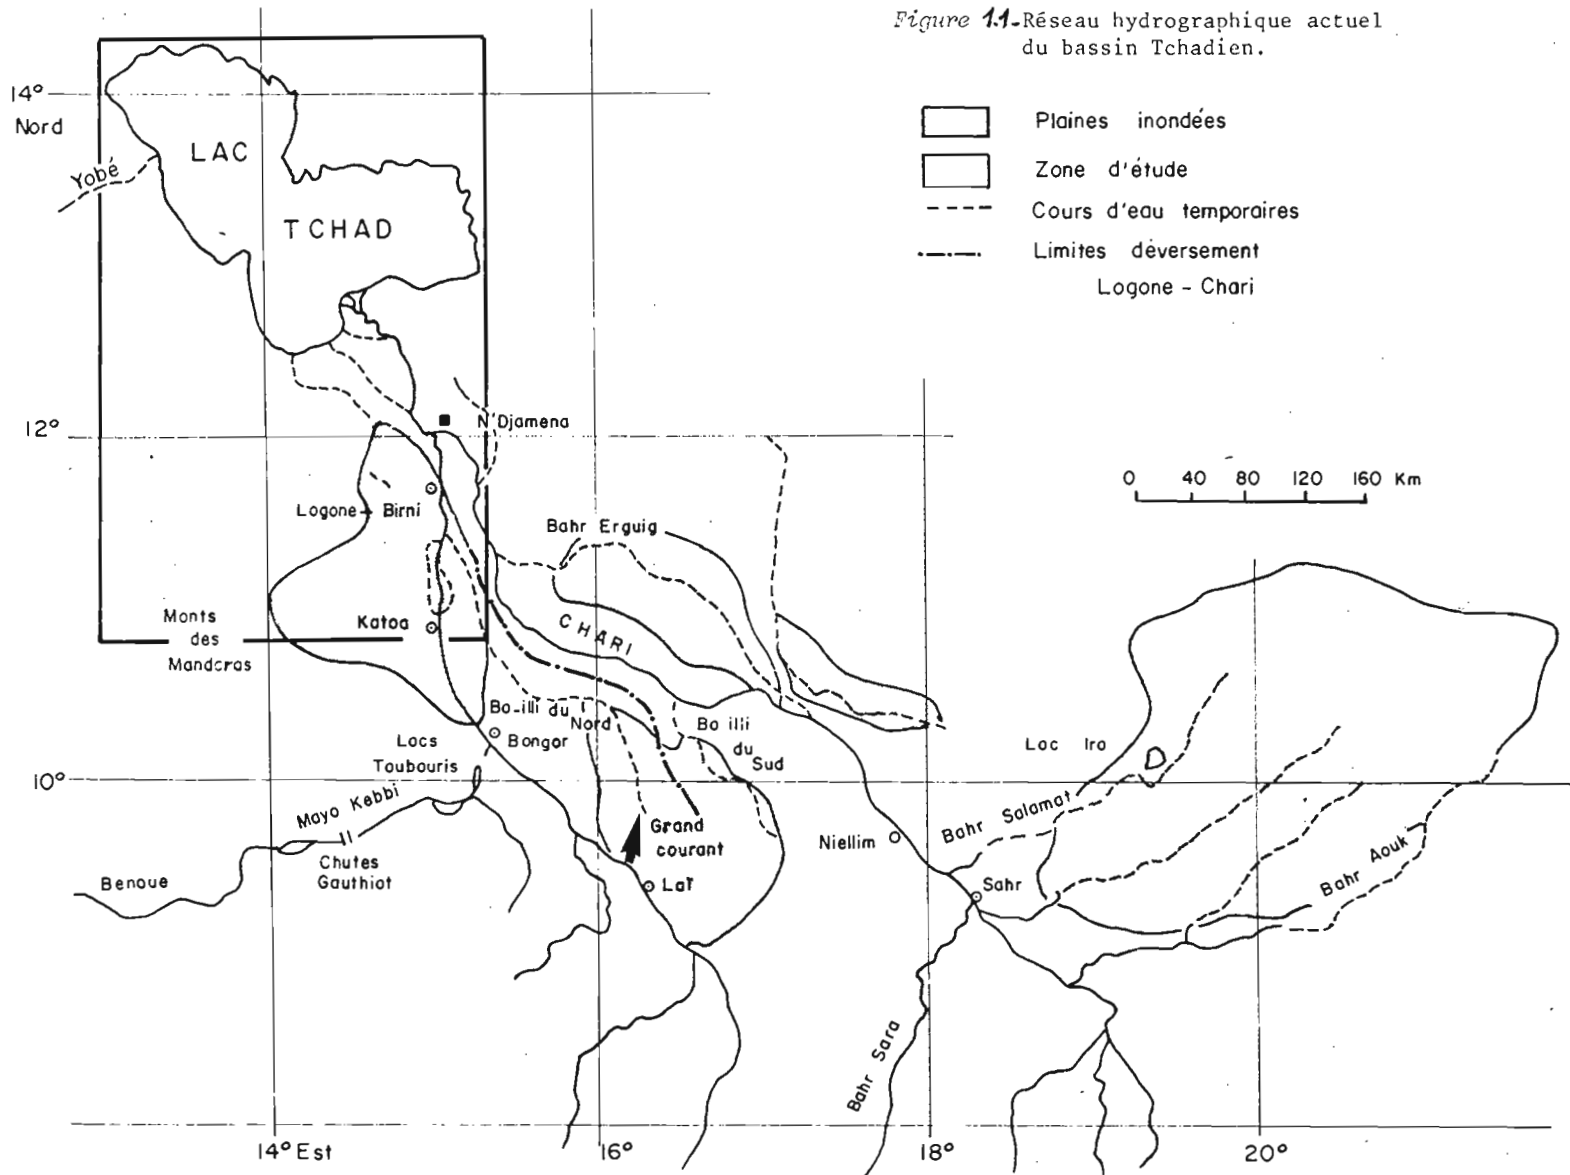 Figure 1.1-Réseau hydrographique actuel
du bassin Tchadien.
Plaines inondées
Zone d'étude
Cours d'eau temporaires
Limites déversement
Logone - Chari
14°
Nord
LAC
TCHAD
Yobé
12°
N'Djamena
Logone Birni
Bahr Erguig
0 40 80 120 160 Km
Monts
des
Mandaras
Katoa
CHARI
Ba-illi du
Nord
Ba illi
du
Sud
Lacs
Toubouris
Bongor
Lac Iro
10°
Mayo Kebbi
Chutes
Gauthiot
Benoue
Grand
courant
Laï
Niellim
Bahr Salamat
Sahr
Bahr Aouk
Bahr Sara
14° Est
16°
18°
20°